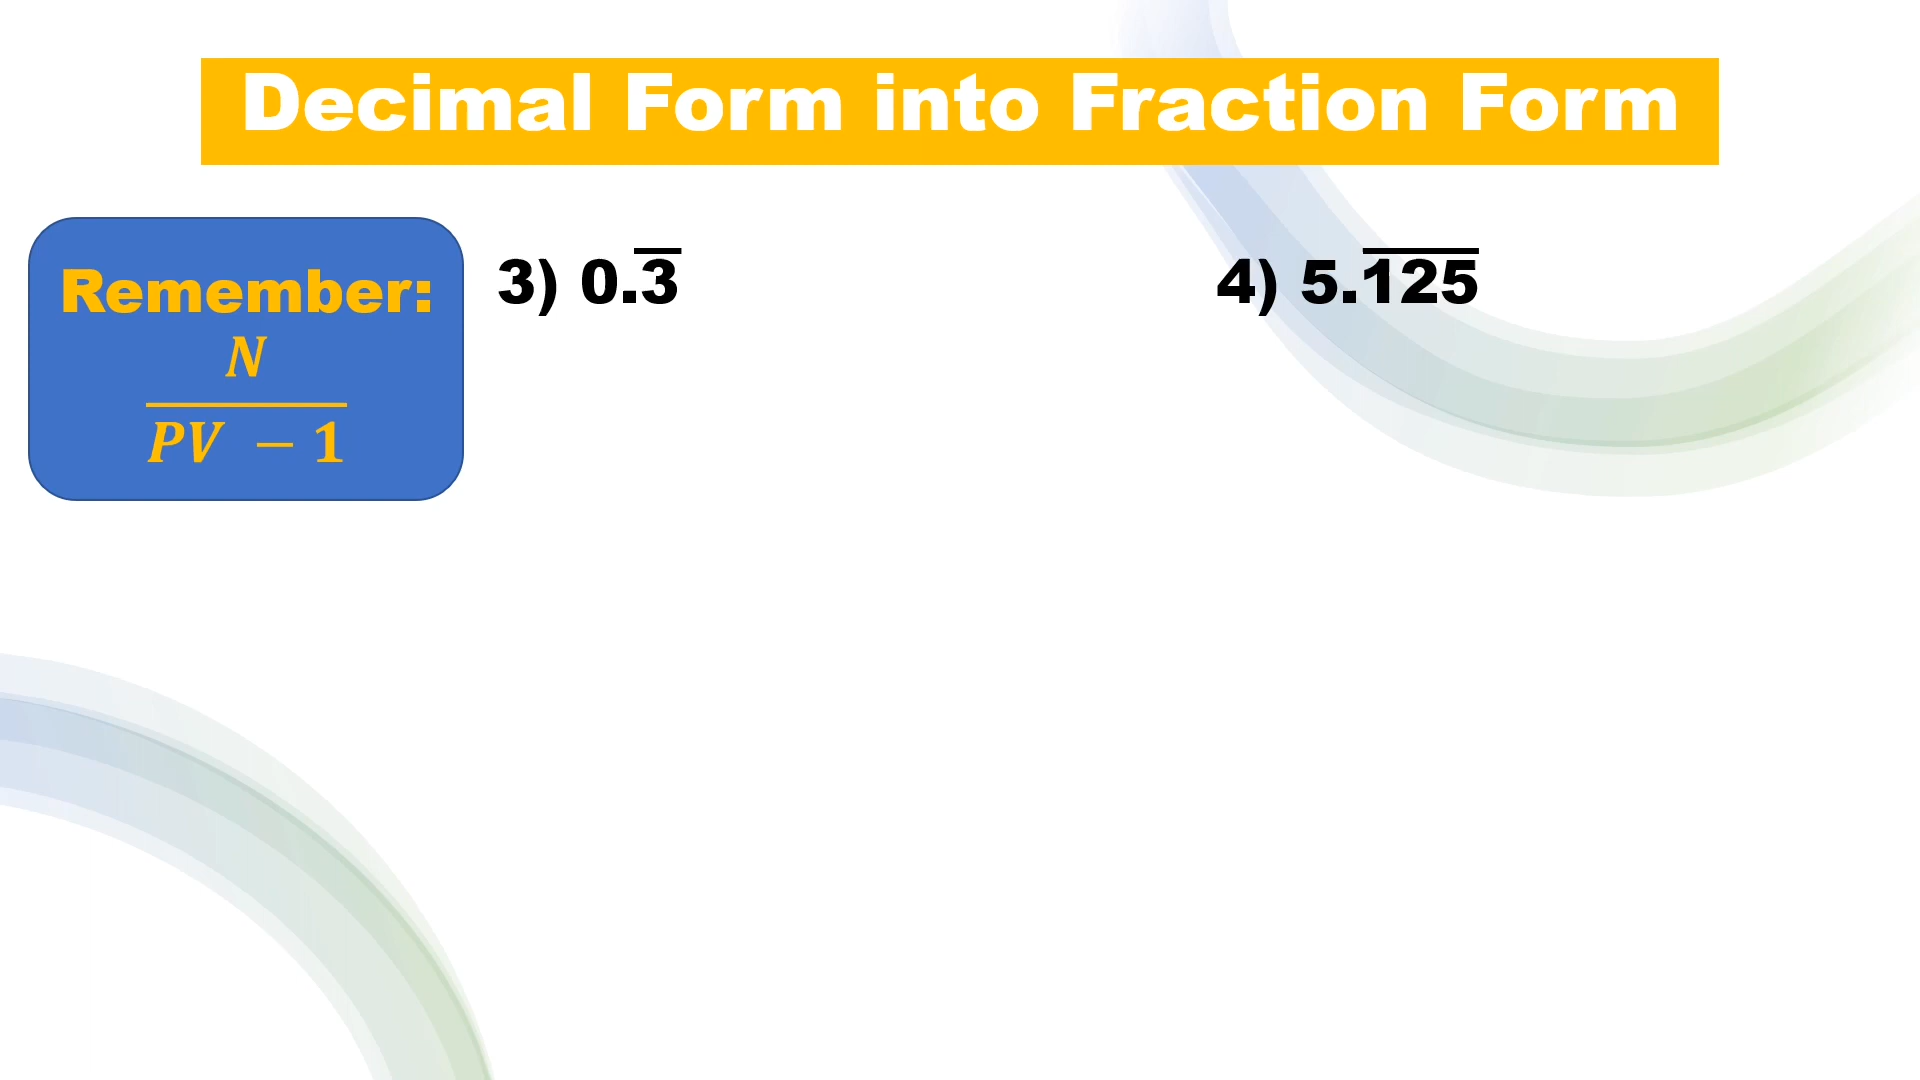 Decimal Form into Fraction Form
Remember:
N
PV − 1
3) 0.3̅
4) 5.1̅2̅5̅